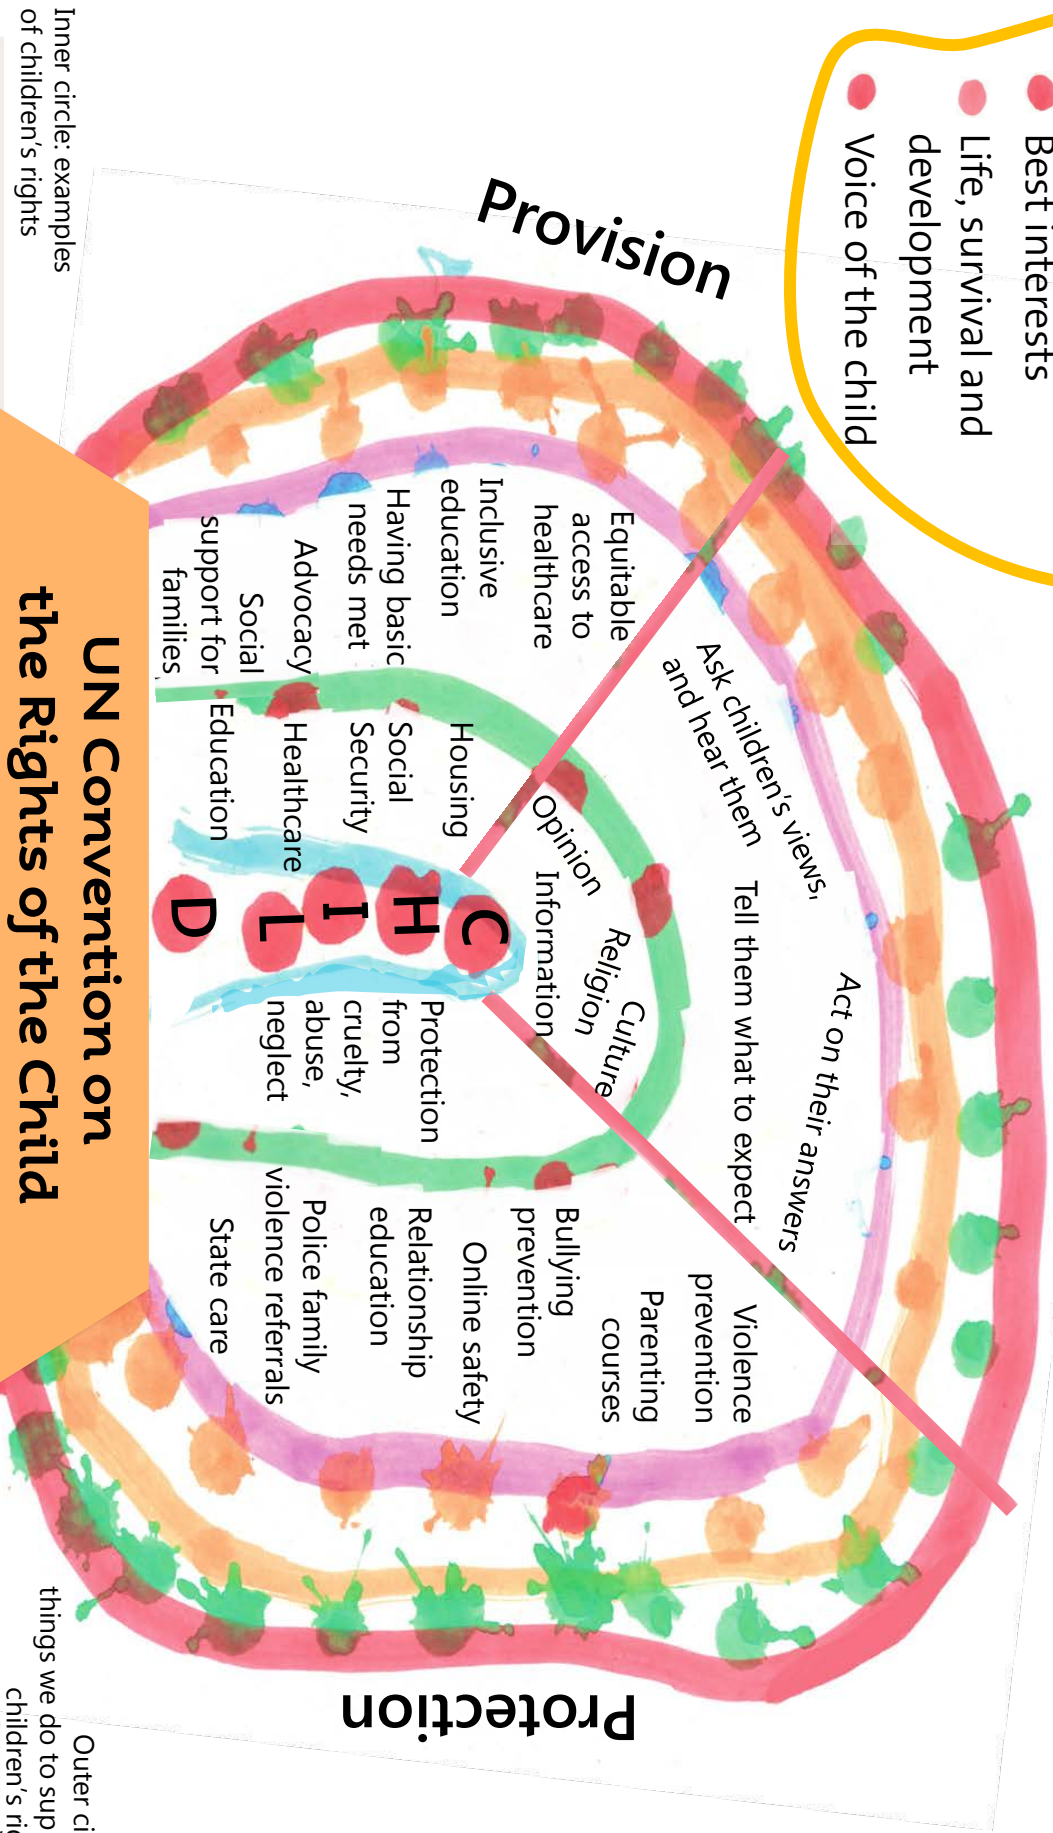 Best interests
Life, survival and
development
Voice of the child
Provision
Equitable
access to
healthcare
Inclusive
education
Having basic
needs met
Advocacy
Social
support for
families
Housing
Social
Security
Healthcare
Education
Ask children's views,
and hear them
Tell them what to expect
Act on their answers
Opinion
Information
Religion
Culture
C
H
I
L
D
Protection
from
cruelty,
abuse,
neglect
Violence
prevention
Parenting
courses
Bullying
prevention
Online safety
Relationship
education
Police family
violence referrals
State care
Protection
UN Convention on
the Rights of the Child
Inner circle: examples
of children's rights
Outer ci
things we do to sup
children's rig